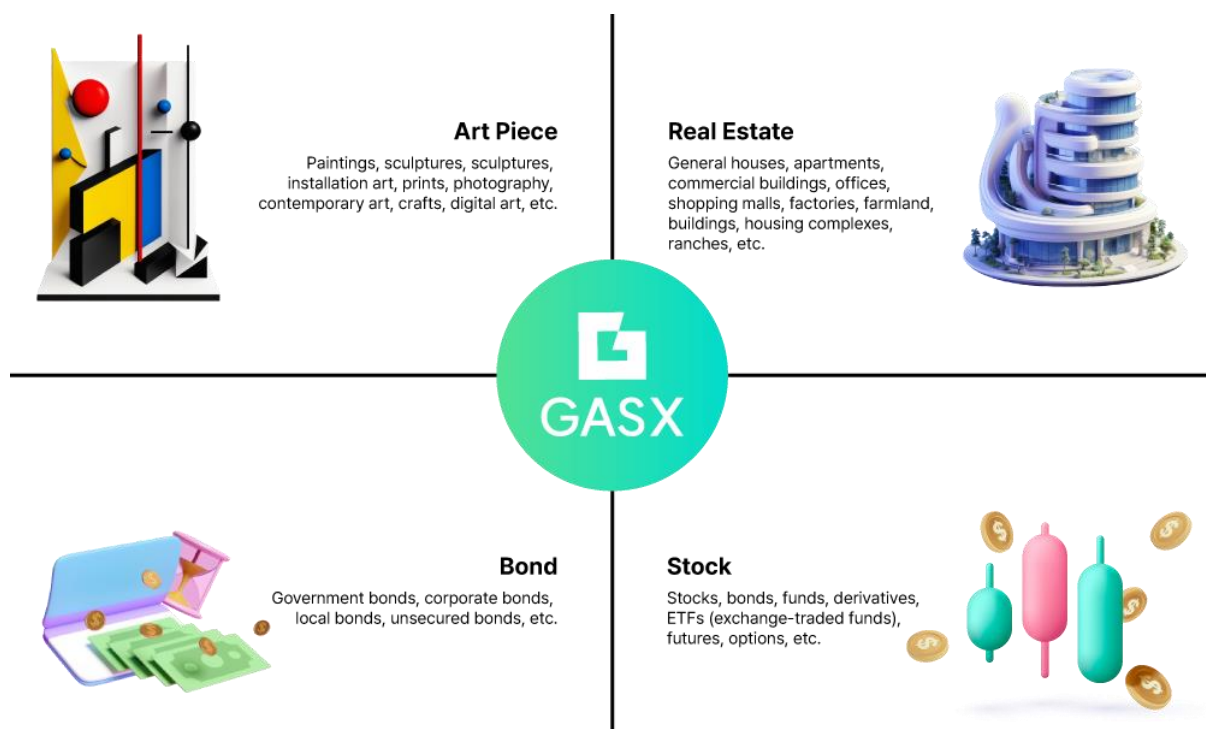 Art Piece
Paintings, sculptures, sculptures,
installation art, prints, photography,
contemporary art, crafts, digital art, etc.
Real Estate
General houses, apartments,
commercial buildings, offices,
shopping malls, factories, farmland,
buildings, housing complexes,
ranches, etc.
GASX
Bond
Government bonds, corporate bonds,
local bonds, unsecured bonds, etc.
Stock
Stocks, bonds, funds, derivatives,
ETFs (exchange-traded funds),
futures, options, etc.